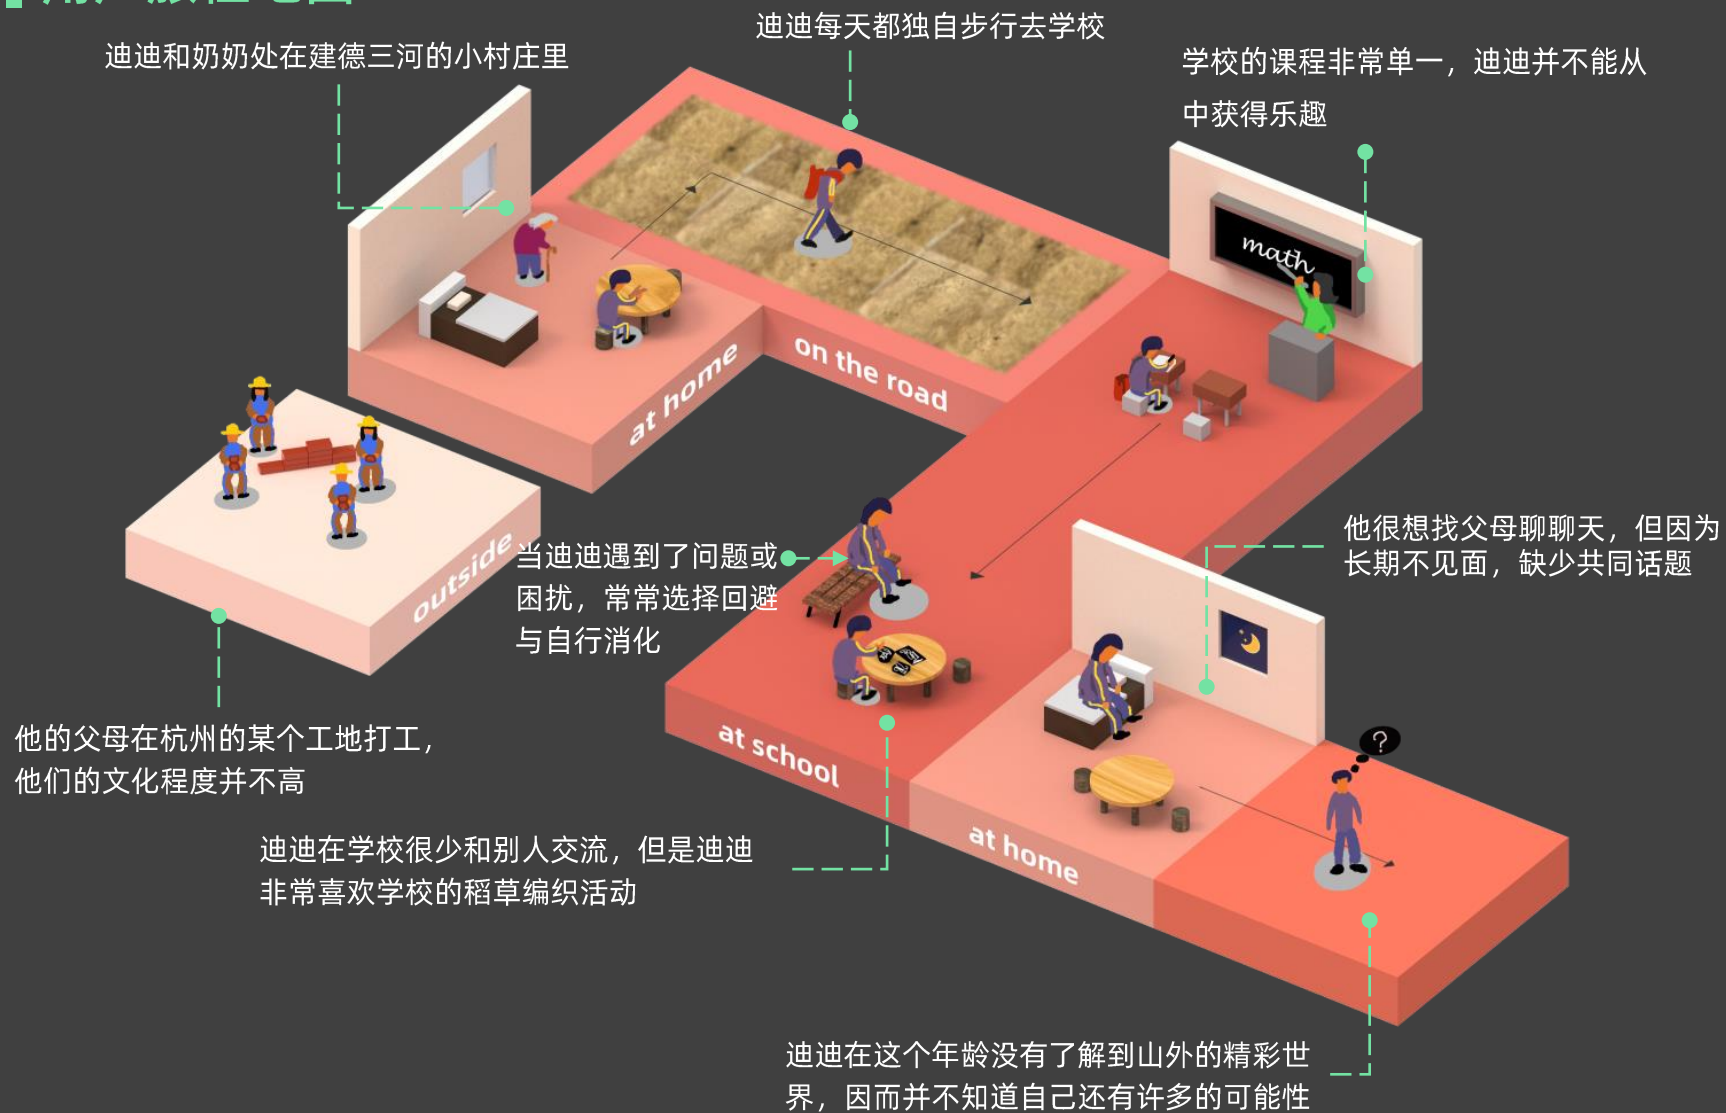 用户旅程地图
迪迪和奶奶处在建德三河的小村庄里
迪迪每天都独自步行去学校
学校的课程非常单一，迪迪并不能从
中获得乐趣
math
on the road
at home
outside
当迪迪遇到了问题或
困扰，常常选择回避
与自行消化
他很想找父母聊聊天，但因为
长期不见面，缺少共同话题
?
at school
at home
他的父母在杭州的某个工地打工，
他们的文化程度并不高
迪迪在学校很少和别人交流，但是迪迪
非常喜欢学校的稻草编织活动
迪迪在这个年龄没有了解到山外的精彩世
界，因而并不知道自己还有许多的可能性